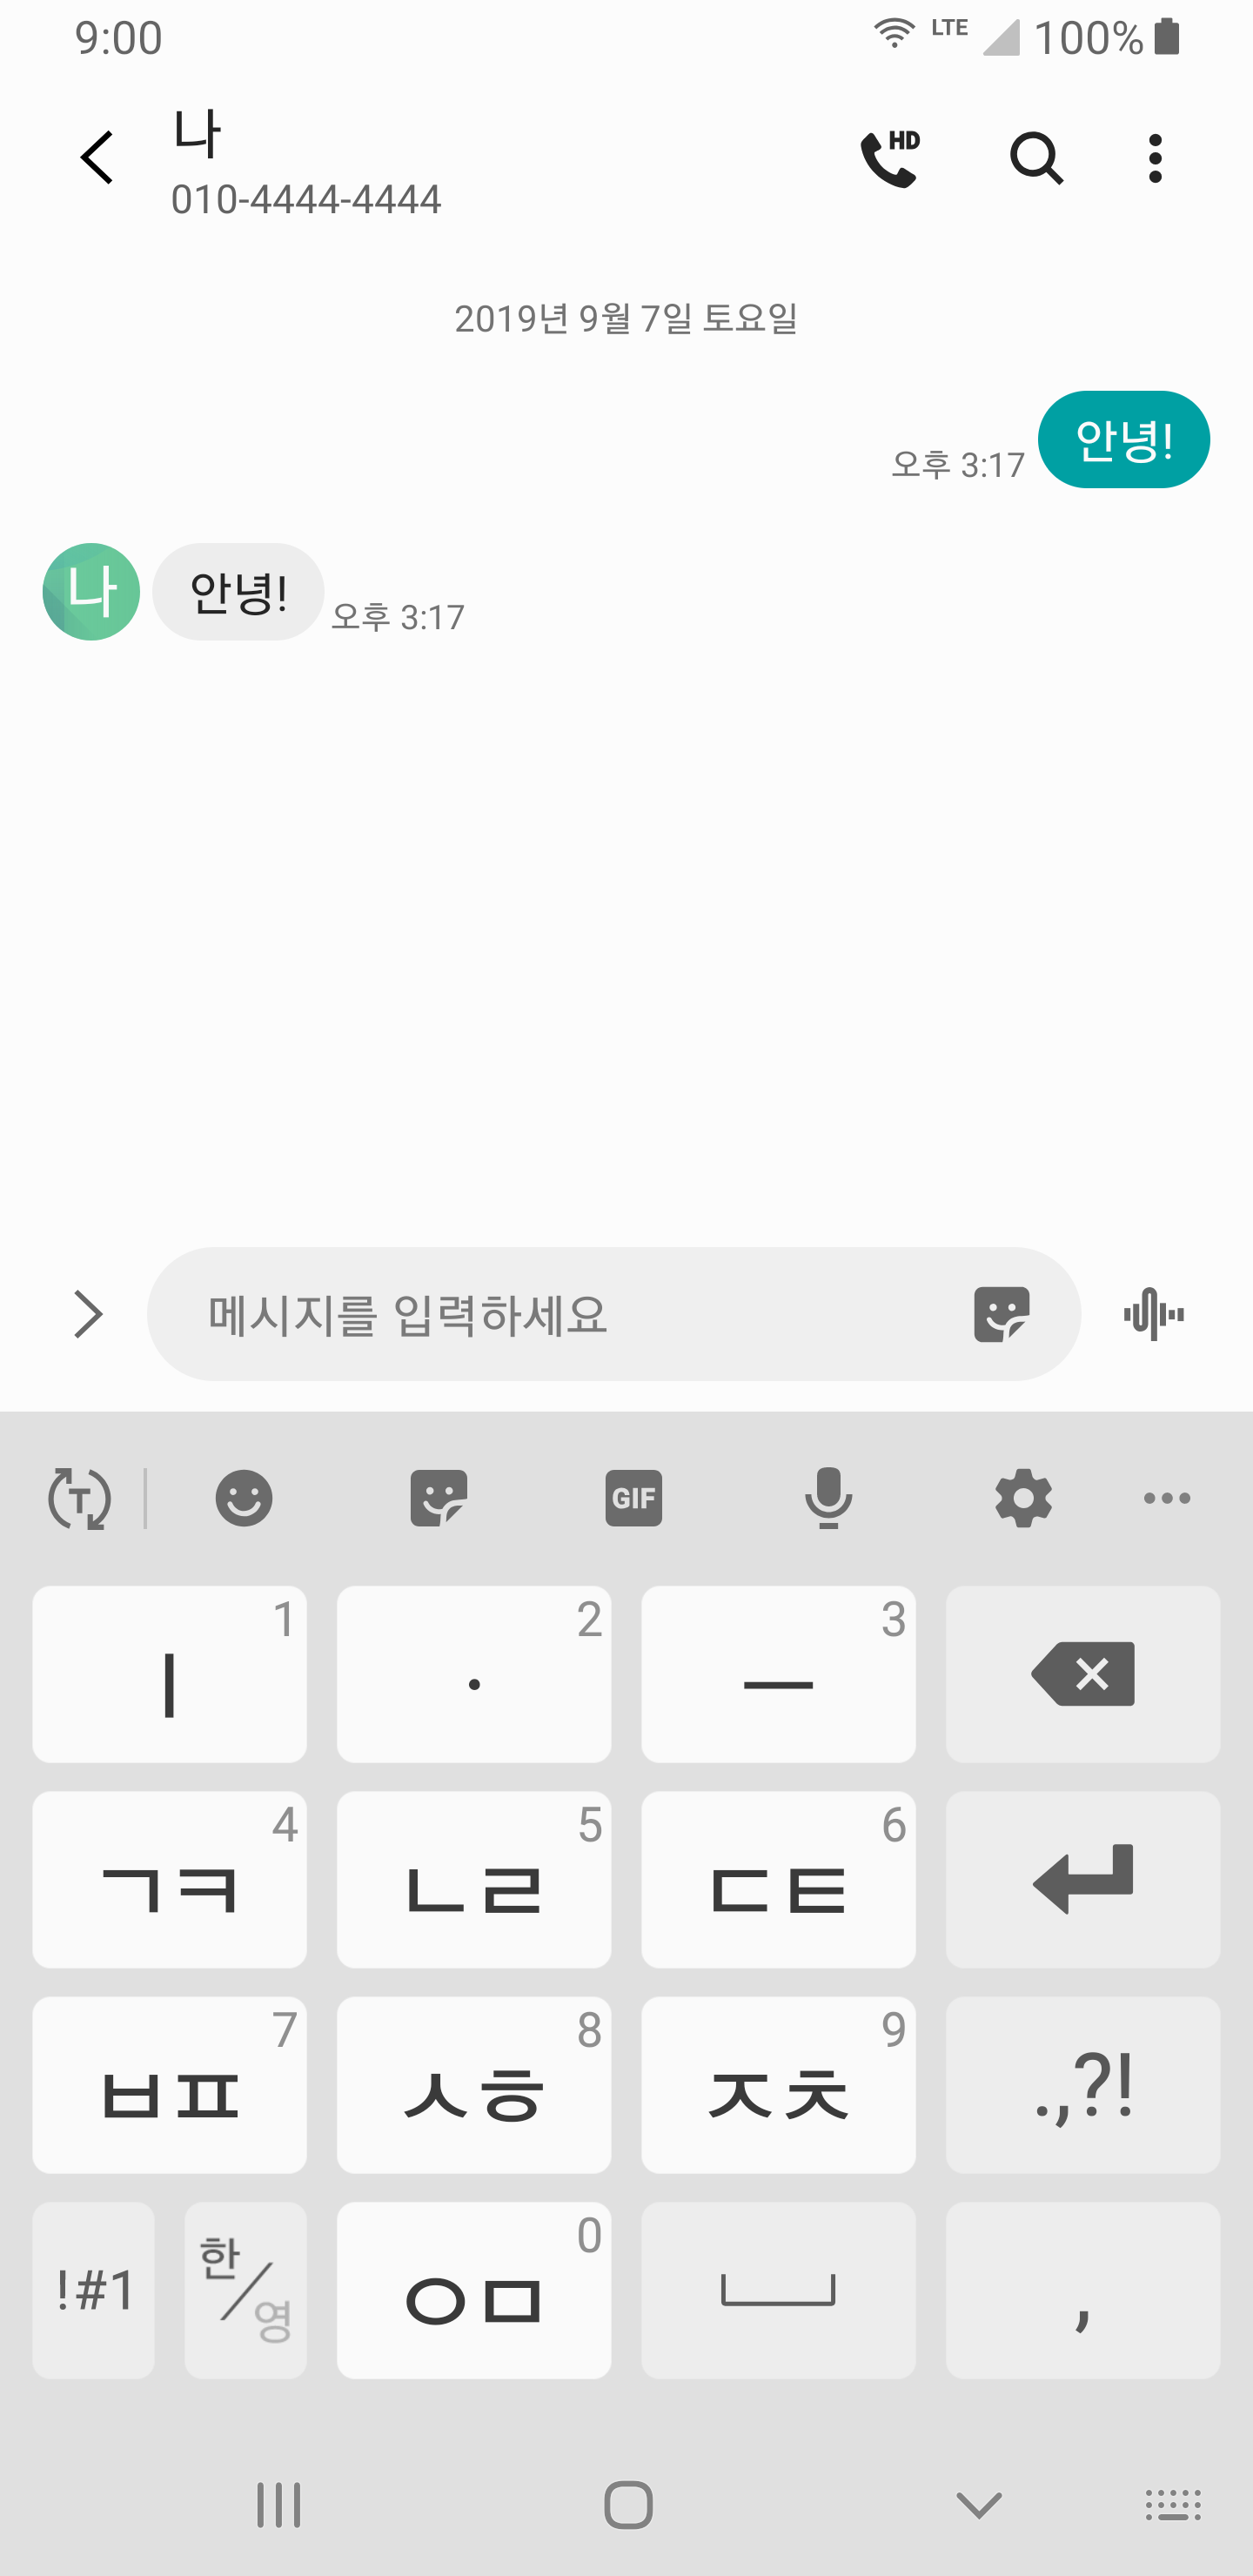 9:00 LTE 100%
나 HD
010-4444-4444
2019년 9월 7일 토요일
안녕!
오후 3:17
나 안녕!
오후 3:17
메시지를 입력하세요
T GIF
1 2 3
ㅣ · ㅡ
4 5 6
ㄱㅋ ㄴㄹ ㄷㅌ
7 8 9
ㅂㅍ ㅅㅎ ㅈㅊ .,?!
0
!#1 한/영 ㅇㅁ ,